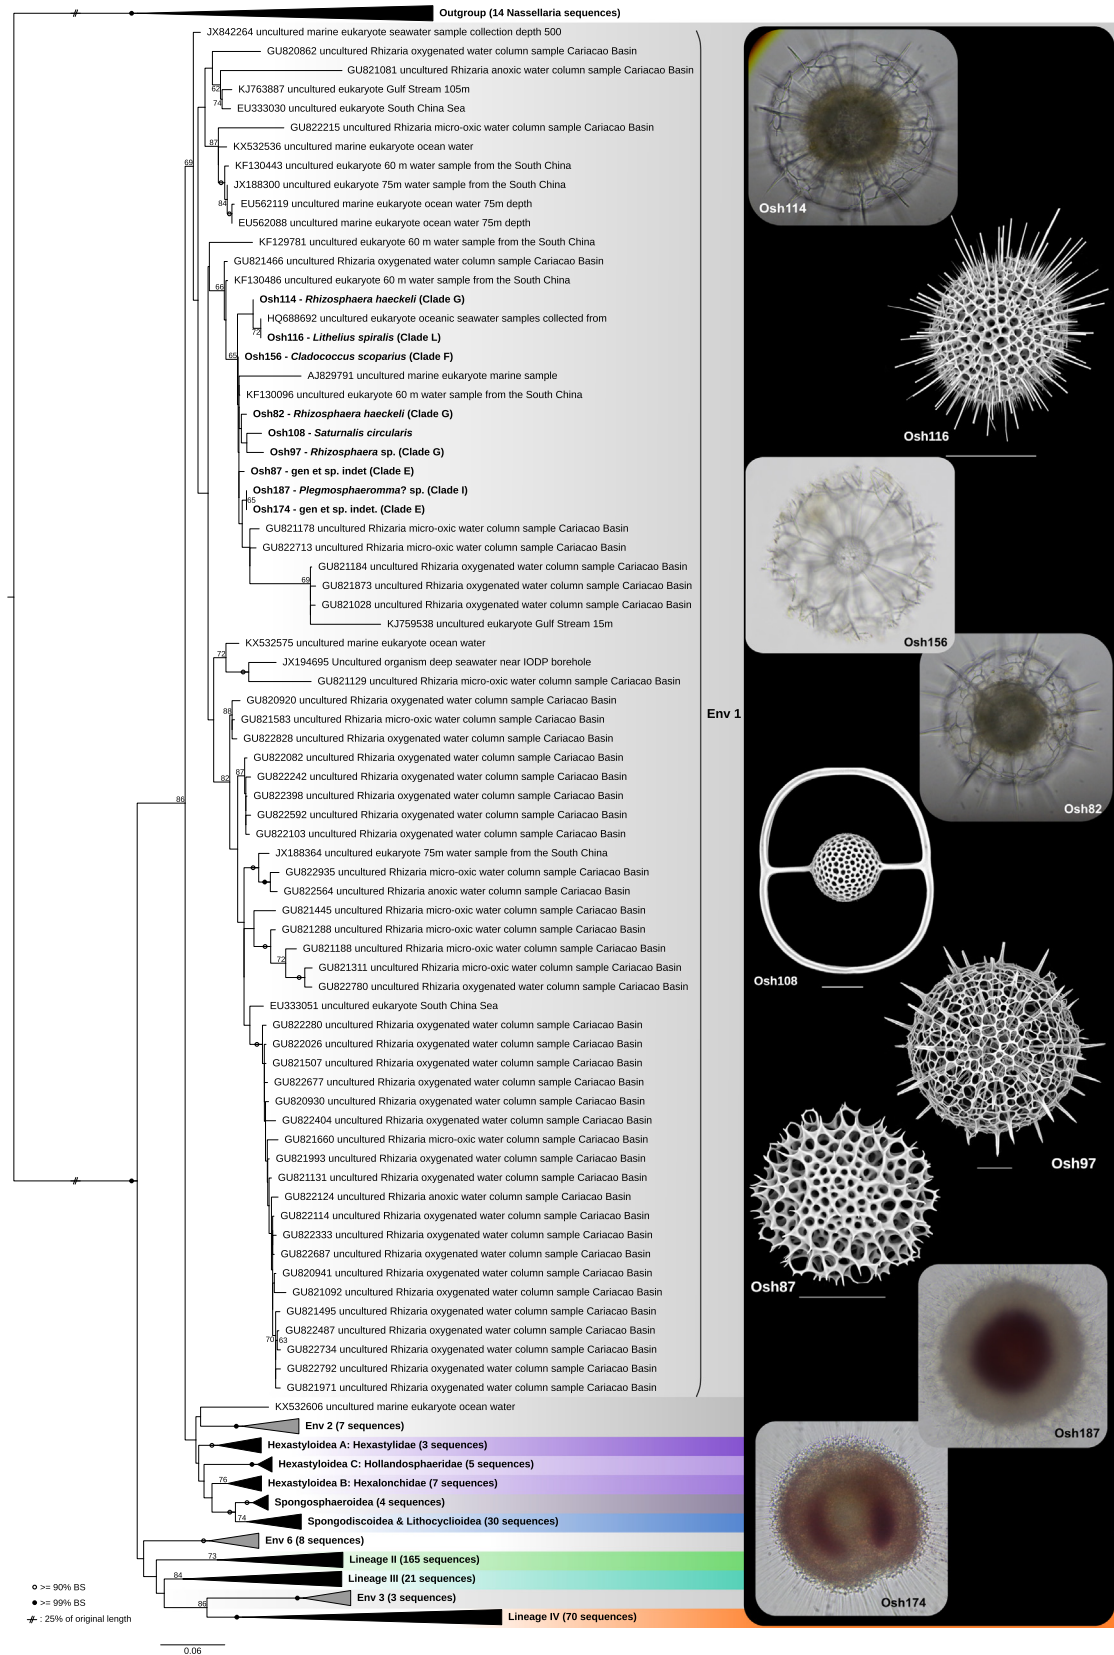 Outgroup (14 Nassellaria sequences)
JX842264 uncultured marine eukaryote seawater sample collection depth 500
GU820862 uncultured Rhizaria oxygenated water column sample Cariacao Basin
GU821081 uncultured Rhizaria anoxic water column sample Cariacao Basin
62
KJ763887 uncultured eukaryote Gulf Stream 105m
74
EU333030 uncultured eukaryote South China Sea
GU822215 uncultured Rhizaria micro-oxic water column sample Cariacao Basin
87
KX532536 uncultured marine eukaryote ocean water
69
KF130443 uncultured eukaryote 60 m water sample from the South China
JX188300 uncultured eukaryote 75m water sample from the South China
84
EU562119 uncultured marine eukaryote ocean water 75m depth
EU562088 uncultured marine eukaryote ocean water 75m depth
KF129781 uncultured eukaryote 60 m water sample from the South China
GU821466 uncultured Rhizaria oxygenated water column sample Cariacao Basin
66
KF130486 uncultured eukaryote 60 m water sample from the South China
Osh114 - Rhizosphaera haeckeli (Clade G)
HQ688692 uncultured eukaryote oceanic seawater samples collected from
72
Osh116 - Lithelius spiralis (Clade L)
65
Osh156 - Cladococcus scoparius (Clade F)
AJ829791 uncultured marine eukaryote marine sample
KF130096 uncultured eukaryote 60 m water sample from the South China
Osh82 - Rhizosphaera haeckeli (Clade G)
Osh108 - Saturnalis circularis
Osh97 - Rhizosphaera sp. (Clade G)
Osh87 - gen et sp. indet (Clade E)
Osh187 - Plegmosphaeromma? sp. (Clade I)
65
Osh174 - gen et sp. indet. (Clade E)
GU821178 uncultured Rhizaria micro-oxic water column sample Cariacao Basin
GU822713 uncultured Rhizaria micro-oxic water column sample Cariacao Basin
GU821184 uncultured Rhizaria oxygenated water column sample Cariacao Basin
69
GU821873 uncultured Rhizaria oxygenated water column sample Cariacao Basin
GU821028 uncultured Rhizaria oxygenated water column sample Cariacao Basin
KJ759538 uncultured eukaryote Gulf Stream 15m
KX532575 uncultured marine eukaryote ocean water
72
JX194695 Uncultured organism deep seawater near IODP borehole
GU821129 uncultured Rhizaria micro-oxic water column sample Cariacao Basin
GU820920 uncultured Rhizaria oxygenated water column sample Cariacao Basin
88
GU821583 uncultured Rhizaria micro-oxic water column sample Cariacao Basin
GU822828 uncultured Rhizaria oxygenated water column sample Cariacao Basin
GU822082 uncultured Rhizaria oxygenated water column sample Cariacao Basin
87
82
GU822242 uncultured Rhizaria oxygenated water column sample Cariacao Basin
86
GU822398 uncultured Rhizaria oxygenated water column sample Cariacao Basin
GU822592 uncultured Rhizaria oxygenated water column sample Cariacao Basin
GU822103 uncultured Rhizaria oxygenated water column sample Cariacao Basin
JX188364 uncultured eukaryote 75m water sample from the South China
GU822935 uncultured Rhizaria micro-oxic water column sample Cariacao Basin
GU822564 uncultured Rhizaria anoxic water column sample Cariacao Basin
GU821445 uncultured Rhizaria micro-oxic water column sample Cariacao Basin
GU821288 uncultured Rhizaria micro-oxic water column sample Cariacao Basin
GU821188 uncultured Rhizaria micro-oxic water column sample Cariacao Basin
72
GU821311 uncultured Rhizaria micro-oxic water column sample Cariacao Basin
GU822780 uncultured Rhizaria oxygenated water column sample Cariacao Basin
EU333051 uncultured eukaryote South China Sea
GU822280 uncultured Rhizaria oxygenated water column sample Cariacao Basin
GU822026 uncultured Rhizaria oxygenated water column sample Cariacao Basin
GU821507 uncultured Rhizaria oxygenated water column sample Cariacao Basin
GU822677 uncultured Rhizaria oxygenated water column sample Cariacao Basin
GU820930 uncultured Rhizaria oxygenated water column sample Cariacao Basin
GU822404 uncultured Rhizaria oxygenated water column sample Cariacao Basin
GU821660 uncultured Rhizaria micro-oxic water column sample Cariacao Basin
GU821993 uncultured Rhizaria oxygenated water column sample Cariacao Basin
GU821131 uncultured Rhizaria oxygenated water column sample Cariacao Basin
GU822124 uncultured Rhizaria anoxic water column sample Cariacao Basin
GU822114 uncultured Rhizaria oxygenated water column sample Cariacao Basin
GU822333 uncultured Rhizaria oxygenated water column sample Cariacao Basin
GU822687 uncultured Rhizaria oxygenated water column sample Cariacao Basin
GU820941 uncultured Rhizaria oxygenated water column sample Cariacao Basin
GU821092 uncultured Rhizaria oxygenated water column sample Cariacao Basin
GU821495 uncultured Rhizaria oxygenated water column sample Cariacao Basin
GU822487 uncultured Rhizaria oxygenated water column sample Cariacao Basin
70
63
GU822734 uncultured Rhizaria oxygenated water column sample Cariacao Basin
GU822792 uncultured Rhizaria oxygenated water column sample Cariacao Basin
GU821971 uncultured Rhizaria oxygenated water column sample Cariacao Basin
Env 1
KX532606 uncultured marine eukaryote ocean water
Env 2 (7 sequences)
Hexastyloidea A: Hexastylidae (3 sequences)
Hexastyloidea C: Hollandosphaeridae (5 sequences)
76
Hexastyloidea B: Hexalonchidae (7 sequences)
Spongosphaeroidea (4 sequences)
74
Spongodiscoidea & Lithocyclioidea (30 sequences)
Env 6 (8 sequences)
73
Lineage II (165 sequences)
84
Lineage III (21 sequences)
Env 3 (3 sequences)
86
Lineage IV (70 sequences)
>= 90% BS
>= 99% BS
: 25% of original length
0.06
Osh114
Osh116
Osh156
Osh82
Osh108
Osh97
Osh87
Osh187
Osh174